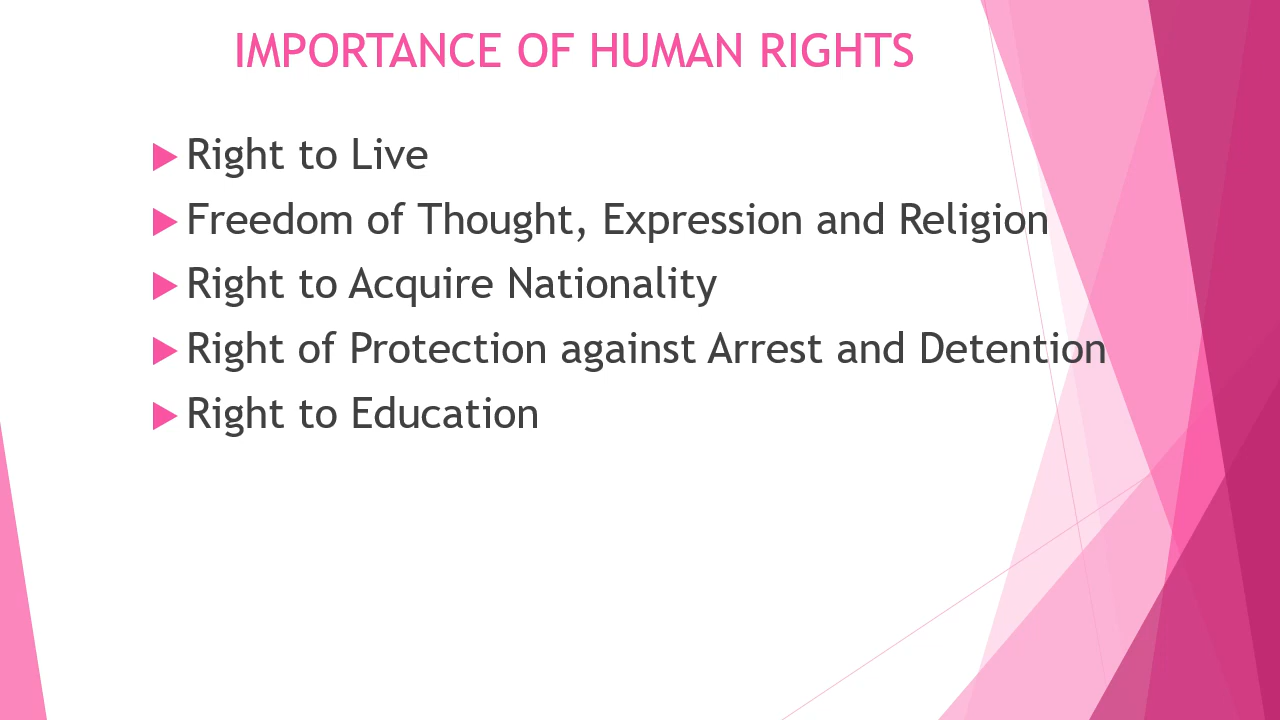 IMPORTANCE OF HUMAN RIGHTS
Right to Live
Freedom of Thought, Expression and Religion
Right to Acquire Nationality
Right of Protection against Arrest and Detention
Right to Education